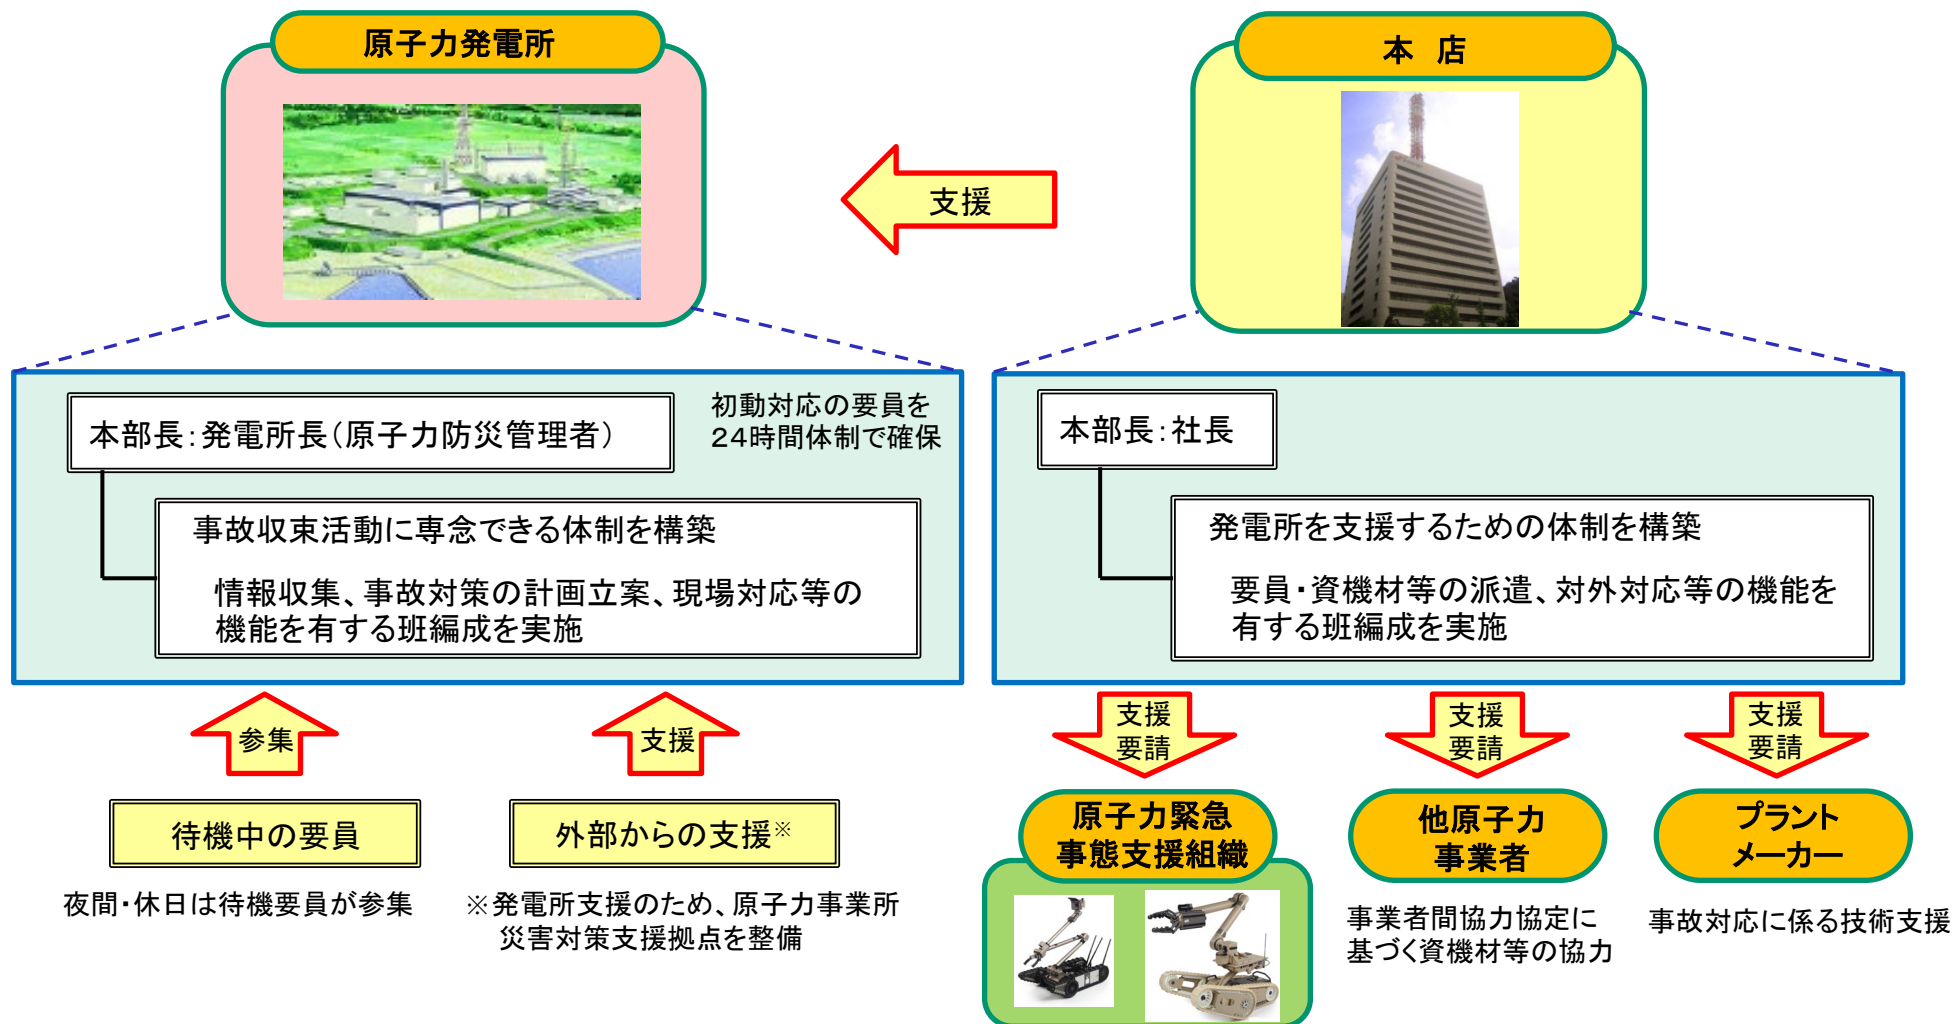 原子力発電所
本 店
支援
本部長：発電所長（原子力防災管理者）
初動対応の要員を
２４時間体制で確保
事故収束活動に専念できる体制を構築
情報収集、事故対策の計画立案、現場対応等の
機能を有する班編成を実施
本部長：社長
発電所を支援するための体制を構築
要員・資機材等の派遣、対外対応等の機能を
有する班編成を実施
参集
支援
支援
要請
支援
要請
支援
要請
待機中の要員
外部からの支援※
夜間・休日は待機要員が参集
※発電所支援のため、原子力事業所
災害対策支援拠点を整備
原子力緊急
事態支援組織
他原子力
事業者
事業者間協力協定に
基づく資機材等の協力
プラント
メーカー
事故対応に係る技術支援